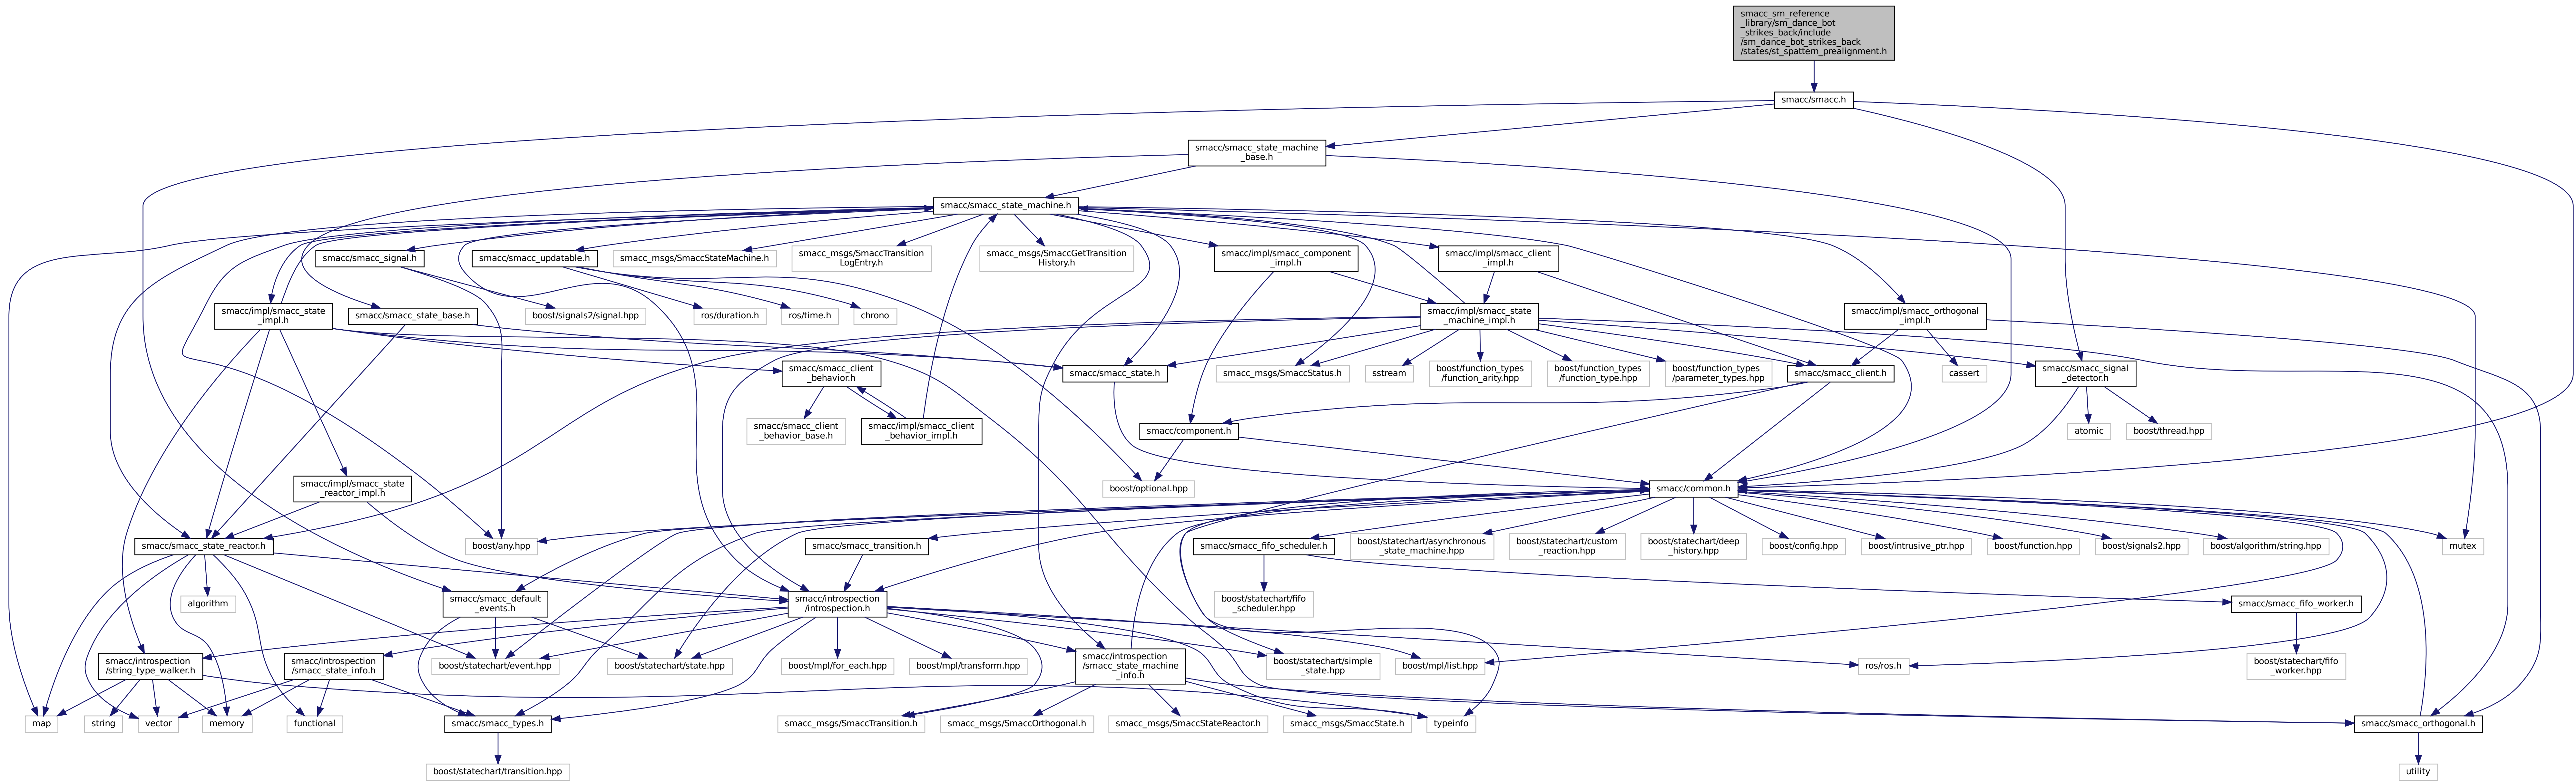 smacc_sm_reference
_library/sm_dance_bot
_strikes_back/include
/sm_dance_bot_strikes_back
/states/st_spattern_prealignment.h
smacc/smacc.h
smacc/smacc_state_machine
_base.h
smacc/smacc_state_machine.h
smacc/smacc_signal.h
smacc/smacc_updatable.h
smacc_msgs/SmaccStateMachine.h
smacc_msgs/SmaccTransition
LogEntry.h
smacc_msgs/SmaccGetTransition
History.h
smacc/impl/smacc_component
_impl.h
smacc/impl/smacc_client
_impl.h
smacc/impl/smacc_state
_impl.h
smacc/smacc_state_base.h
boost/signals2/signal.hpp
ros/duration.h
ros/time.h
chrono
smacc/impl/smacc_state
_machine_impl.h
smacc/impl/smacc_orthogonal
_impl.h
smacc/smacc_client
_behavior.h
smacc/smacc_state.h
smacc_msgs/SmaccStatus.h
sstream
boost/function_types
/function_arity.hpp
boost/function_types
/function_type.hpp
boost/function_types
/parameter_types.hpp
smacc/smacc_client.h
cassert
smacc/smacc_signal
_detector.h
smacc/smacc_client
_behavior_base.h
smacc/impl/smacc_client
_behavior_impl.h
smacc/component.h
atomic
boost/thread.hpp
smacc/impl/smacc_state
_reactor_impl.h
boost/optional.hpp
smacc/common.h
smacc/smacc_state_reactor.h
boost/any.hpp
smacc/smacc_transition.h
smacc/smacc_fifo_scheduler.h
boost/statechart/asynchronous
_state_machine.hpp
boost/statechart/custom
_reaction.hpp
boost/statechart/deep
_history.hpp
boost/config.hpp
boost/intrusive_ptr.hpp
boost/function.hpp
boost/signals2.hpp
boost/algorithm/string.hpp
mutex
algorithm
smacc/smacc_default
_events.h
smacc/introspection
/introspection.h
boost/statechart/fifo
_scheduler.hpp
smacc/smacc_fifo_worker.h
smacc/introspection
/string_type_walker.h
smacc/introspection
/smacc_state_info.h
boost/statechart/event.hpp
boost/statechart/state.hpp
boost/mpl/for_each.hpp
boost/mpl/transform.hpp
smacc/introspection
/smacc_state_machine
_info.h
boost/statechart/simple
_state.hpp
boost/mpl/list.hpp
ros/ros.h
boost/statechart/fifo
_worker.hpp
map
string
vector
memory
functional
smacc/smacc_types.h
smacc_msgs/SmaccTransition.h
smacc_msgs/SmaccOrthogonal.h
smacc_msgs/SmaccStateReactor.h
smacc_msgs/SmaccState.h
typeinfo
smacc/smacc_orthogonal.h
boost/statechart/transition.hpp
utility